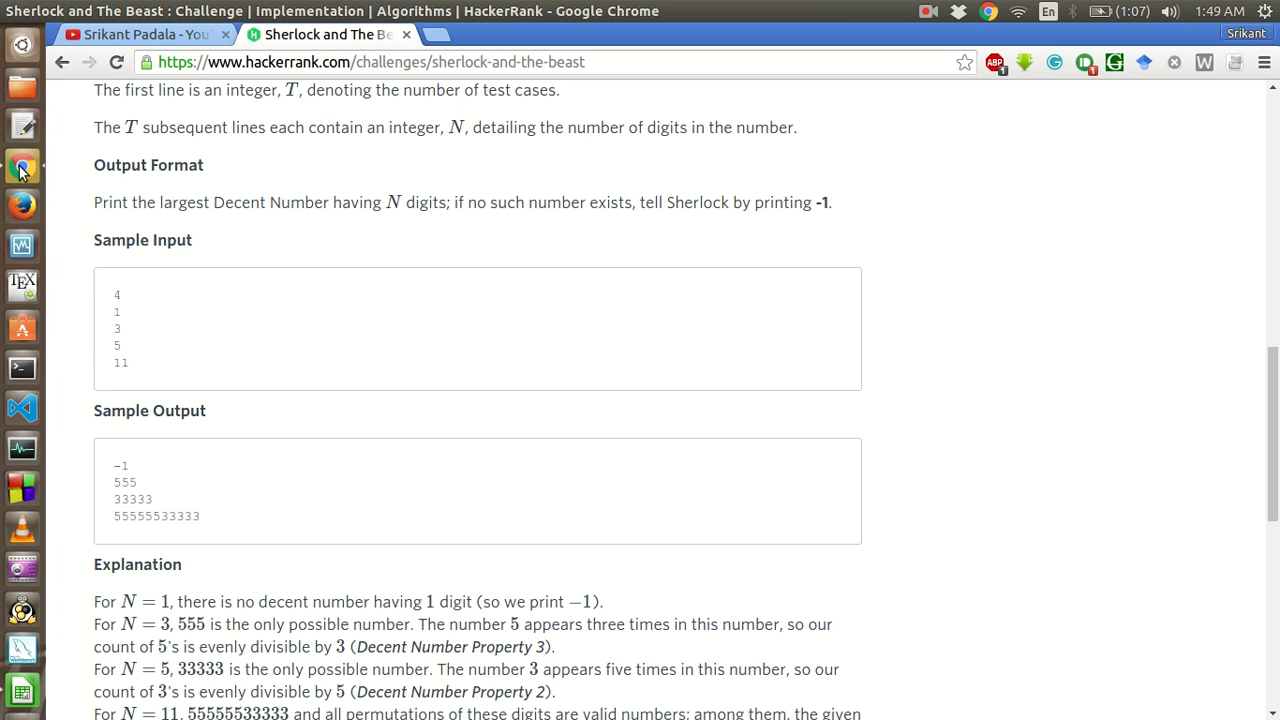 Sherlock and The Beast : Challenge | Implementation | Algorithms | HackerRank - Google Chrome
En
(1:07)
1:49 AM
Srikant Padala - You
Sherlock and The Be
Srikant
https://www.hackerrank.com/challenges/sherlock-and-the-beast
ABP
1
1
W
The first line is an integer, T, denoting the number of test cases.
The T subsequent lines each contain an integer, N, detailing the number of digits in the number.
Output Format
Print the largest Decent Number having N digits; if no such number exists, tell Sherlock by printing -1.
Sample Input
4
1
3
5
11
Sample Output
-1
555
33333
55555533333
Explanation
For N = 1, there is no decent number having 1 digit (so we print −1).
For N = 3, 555 is the only possible number. The number 5 appears three times in this number, so our
count of 5's is evenly divisible by 3 (Decent Number Property 3).
For N = 5, 33333 is the only possible number. The number 3 appears five times in this number, so our
count of 3's is evenly divisible by 5 (Decent Number Property 2).
For N = 11, 55555533333 and all permutations of these digits are valid numbers; among them, the given
TEX